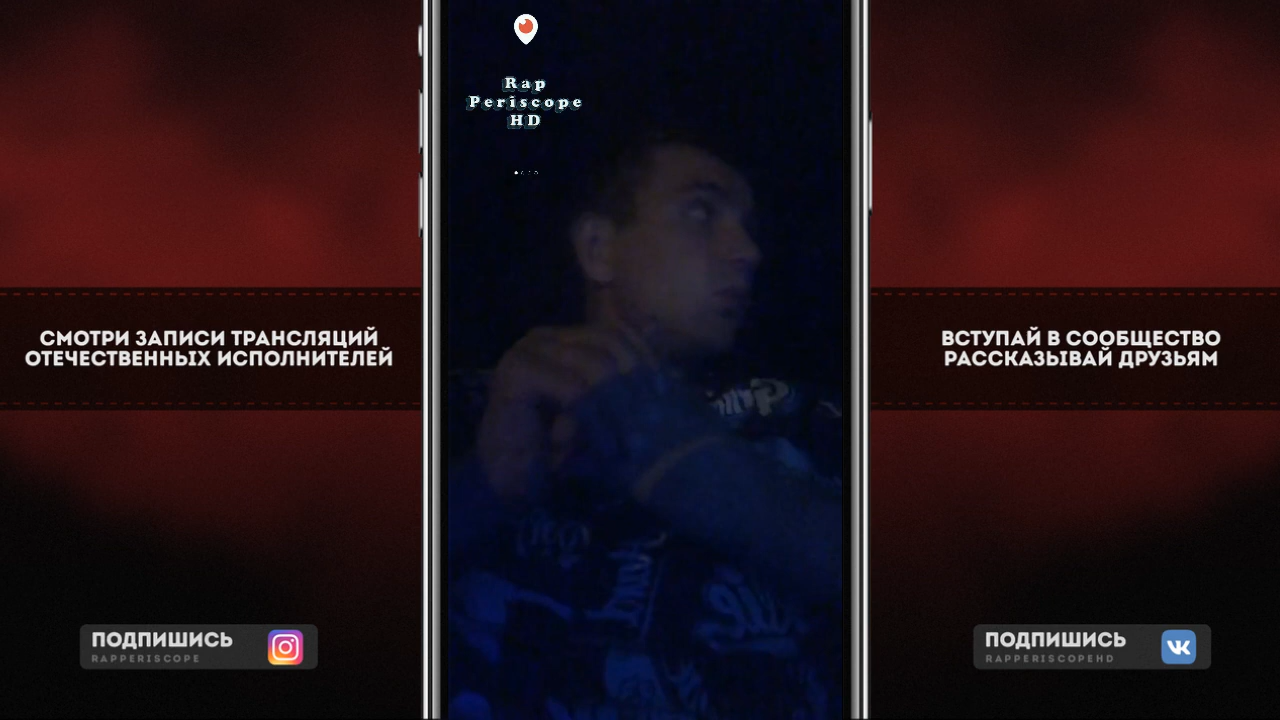 Rap
Periscope
HD
СМОТРИ ЗАПИСИ ТРАНСЛЯЦИЙ
ОТЕЧЕСТВЕННЫХ ИСПОЛНИТЕЛЕЙ
ВСТУПАЙ В СООБЩЕСТВО
РАССКАЗЫВАЙ ДРУЗЬЯМ
ПОДПИШИСЬ
RAPPERISCOPE
ПОДПИШИСЬ
RAPPERISCOPEHD